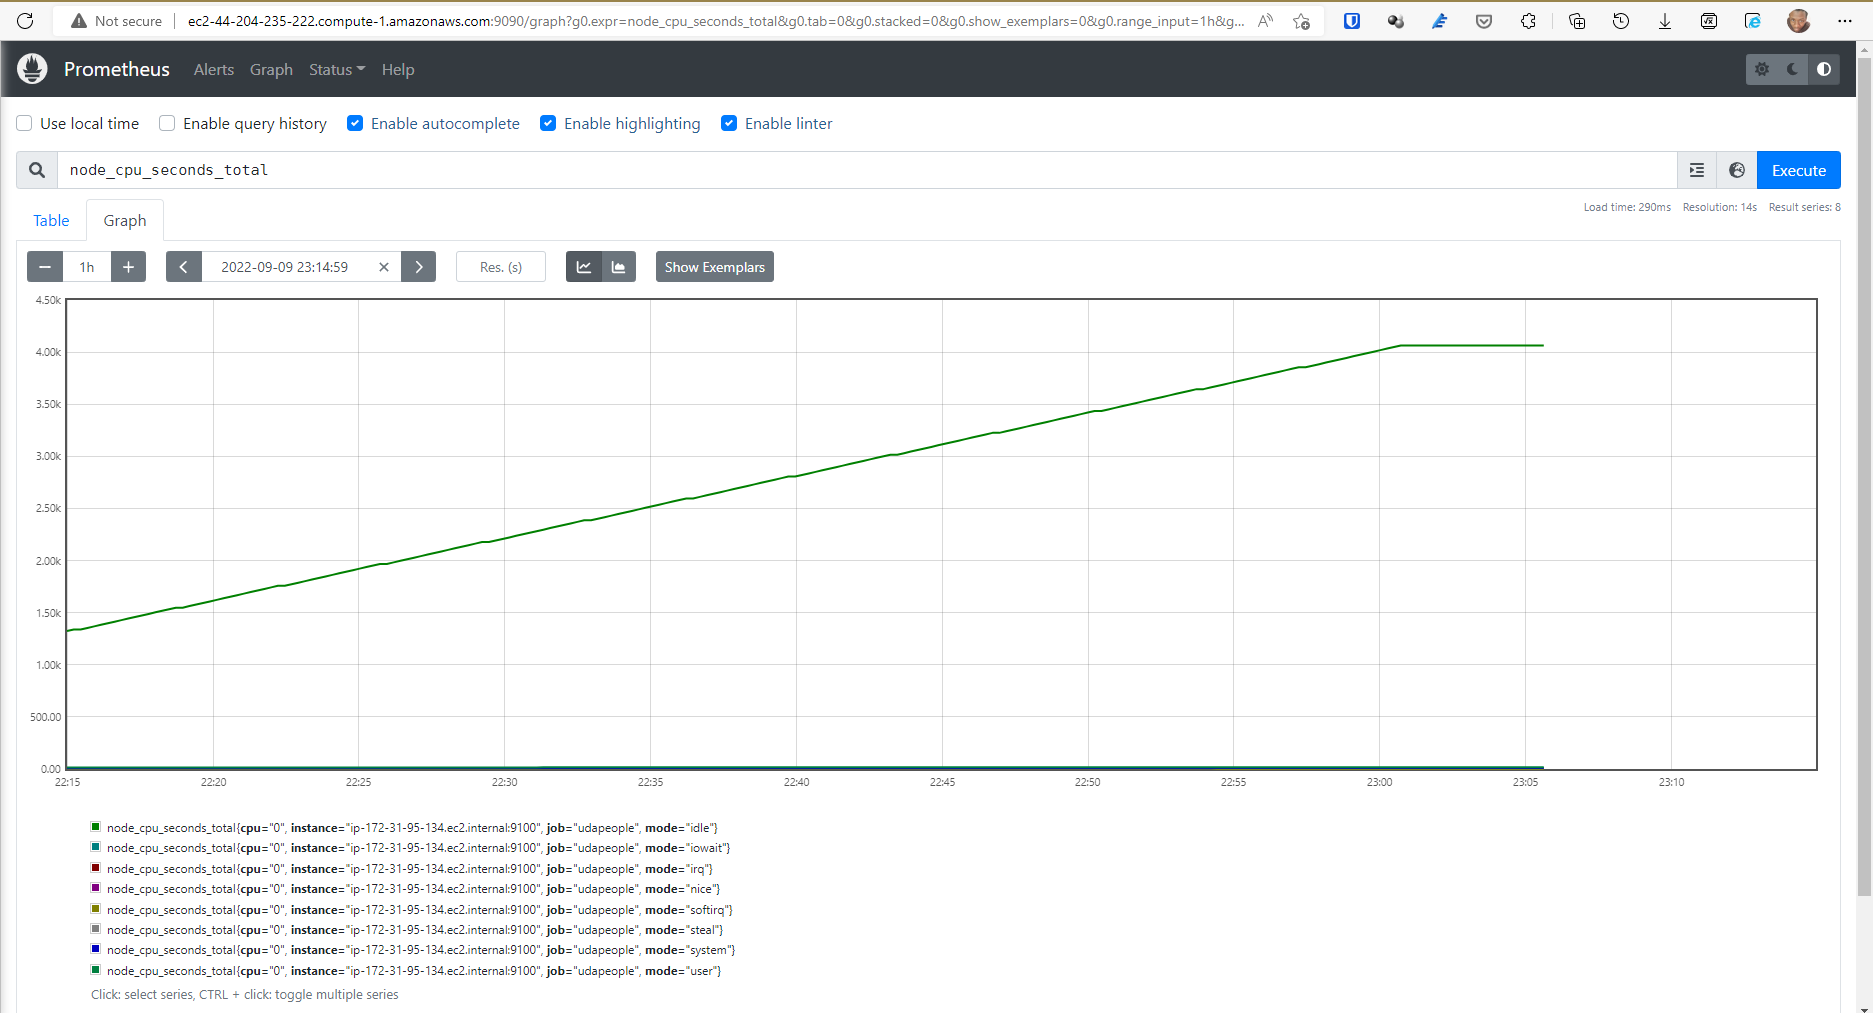 Not secure ec2-44-204-235-222.compute-1.amazonaws.com:9090/graph?g0.expr=node_cpu_seconds_total&g0.tab=0&g0.stacked=0&g0.show_exemplars=0&g0.range_input=1h&g...
Prometheus Alerts Graph Status Help
Use local time Enable query history Enable autocomplete Enable highlighting Enable linter
node_cpu_seconds_total Execute
Load time: 290ms Resolution: 14s Result series: 8
Table Graph
− 1h + 2022-09-09 23:14:59 × Res. (s) Show Exemplars
4.50k
4.00k
3.50k
3.00k
2.50k
2.00k
1.50k
1.00k
500.00
0.00
22:15 22:20 22:25 22:30 22:35 22:40 22:45 22:50 22:55 23:00 23:05 23:10
node_cpu_seconds_total{cpu="0", instance="ip-172-31-95-134.ec2.internal:9100", job="udapeople", mode="idle"}
node_cpu_seconds_total{cpu="0", instance="ip-172-31-95-134.ec2.internal:9100", job="udapeople", mode="iowait"}
node_cpu_seconds_total{cpu="0", instance="ip-172-31-95-134.ec2.internal:9100", job="udapeople", mode="irq"}
node_cpu_seconds_total{cpu="0", instance="ip-172-31-95-134.ec2.internal:9100", job="udapeople", mode="nice"}
node_cpu_seconds_total{cpu="0", instance="ip-172-31-95-134.ec2.internal:9100", job="udapeople", mode="softirq"}
node_cpu_seconds_total{cpu="0", instance="ip-172-31-95-134.ec2.internal:9100", job="udapeople", mode="steal"}
node_cpu_seconds_total{cpu="0", instance="ip-172-31-95-134.ec2.internal:9100", job="udapeople", mode="system"}
node_cpu_seconds_total{cpu="0", instance="ip-172-31-95-134.ec2.internal:9100", job="udapeople", mode="user"}
Click: select series, CTRL + click: toggle multiple series